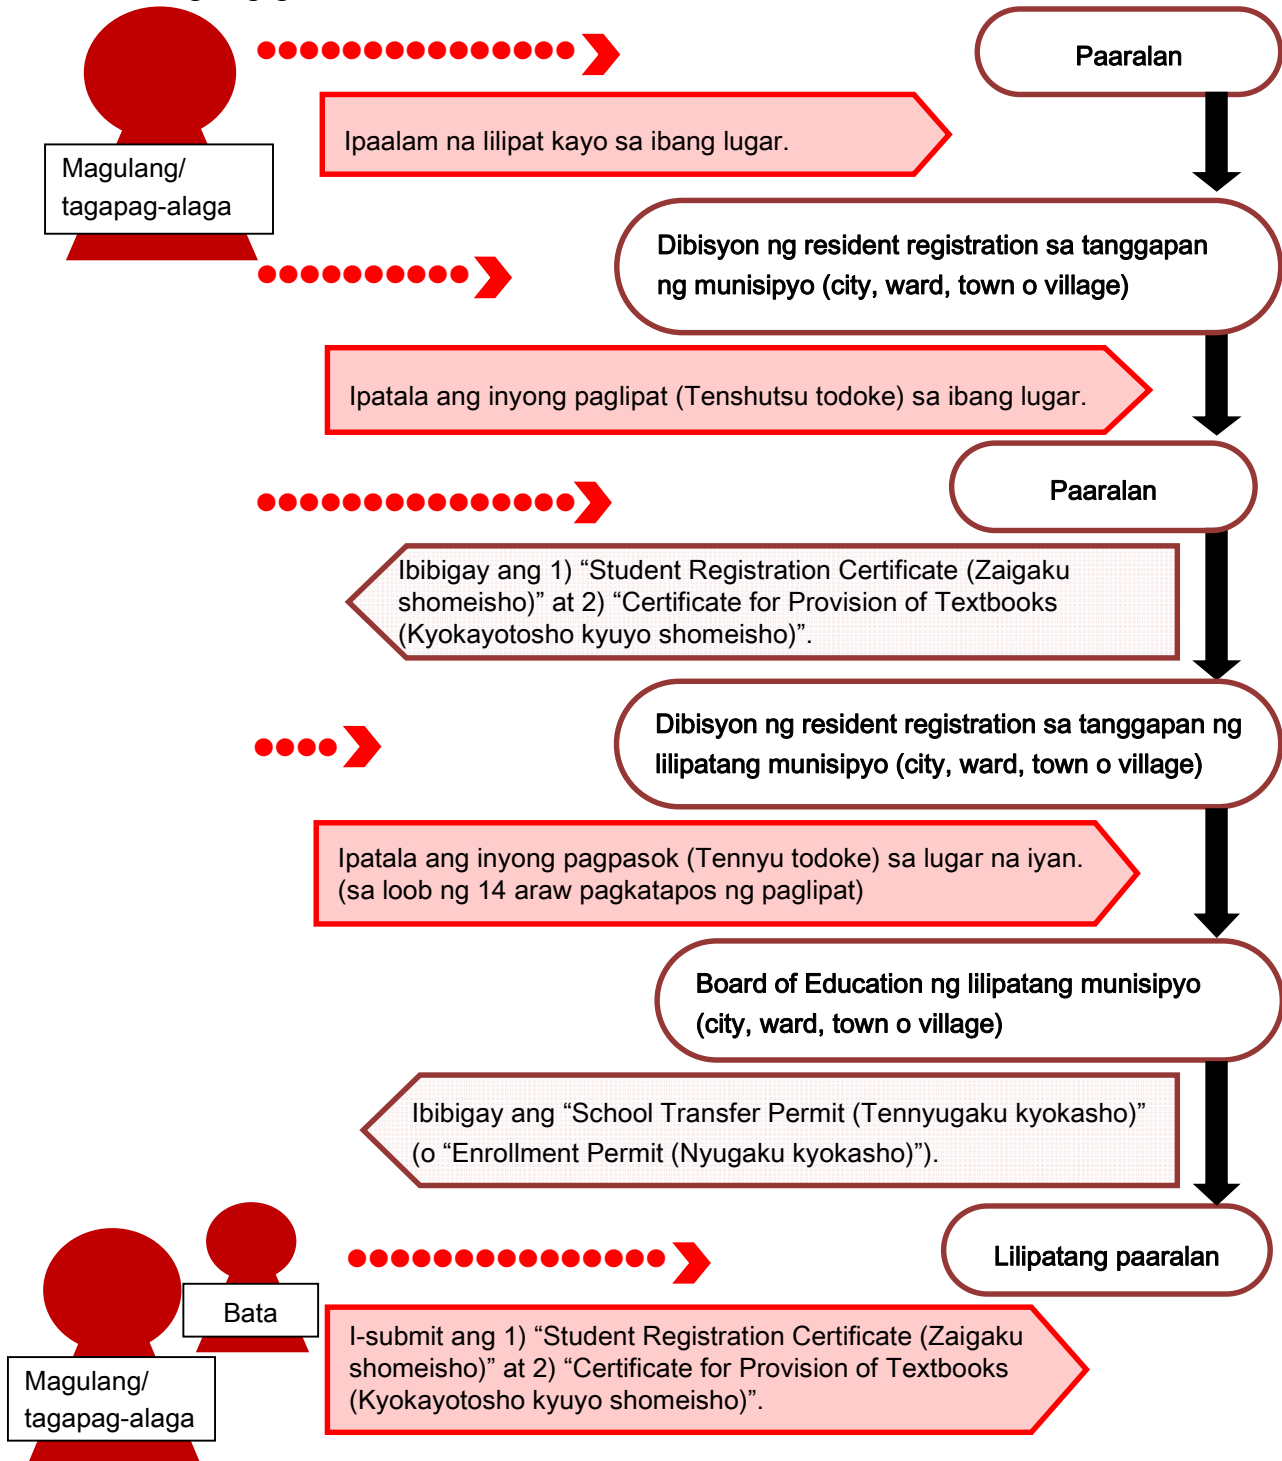 Paaralan
Ipaalam na lilipat kayo sa ibang lugar.
Magulang/
tagapag-alaga
Dibisyon ng resident registration sa tanggapan
ng munisipyo (city, ward, town o village)
Ipatala ang inyong paglipat (Tenshutsu todoke) sa ibang lugar.
Paaralan
Ibibigay ang 1) “Student Registration Certificate (Zaigaku
shomeisho)” at 2) “Certificate for Provision of Textbooks
(Kyokayotosho kyuyo shomeisho)”.
Dibisyon ng resident registration sa tanggapan ng
lilipatang munisipyo (city, ward, town o village)
Ipatala ang inyong pagpasok (Tennyu todoke) sa lugar na iyan.
(sa loob ng 14 araw pagkatapos ng paglipat)
Board of Education ng lilipatang munisipyo
(city, ward, town o village)
Ibibigay ang “School Transfer Permit (Tennyugaku kyokasho)”
(o “Enrollment Permit (Nyugaku kyokasho)”).
Lilipatang paaralan
Bata
I-submit ang 1) “Student Registration Certificate (Zaigaku
shomeisho)” at 2) “Certificate for Provision of Textbooks
(Kyokayotosho kyuyo shomeisho)”.
Magulang/
tagapag-alaga